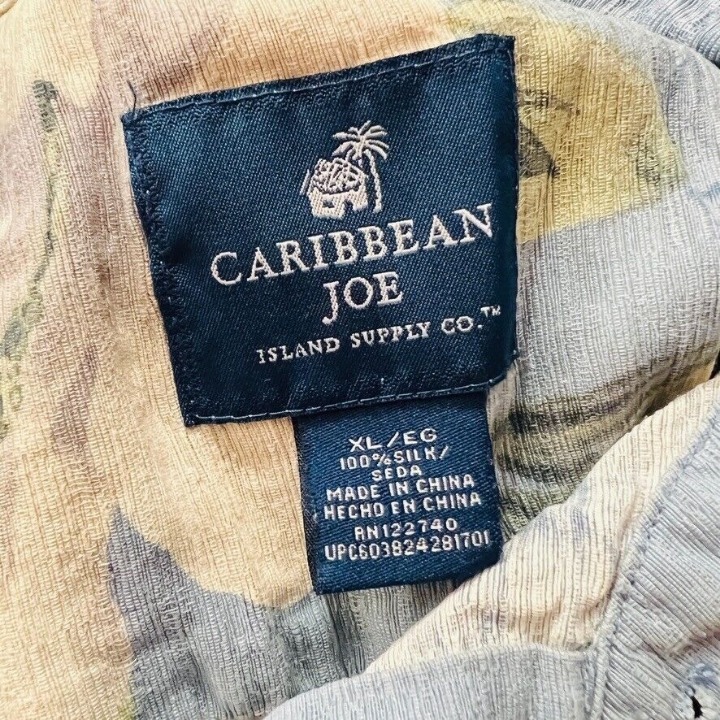 CARIBBEAN
JOE
ISLAND SUPPLY CO.™
XL/EG
100%SILK/
SEDA
MADE IN CHINA
HECHO EN CHINA
RN122740
UPC603824281701